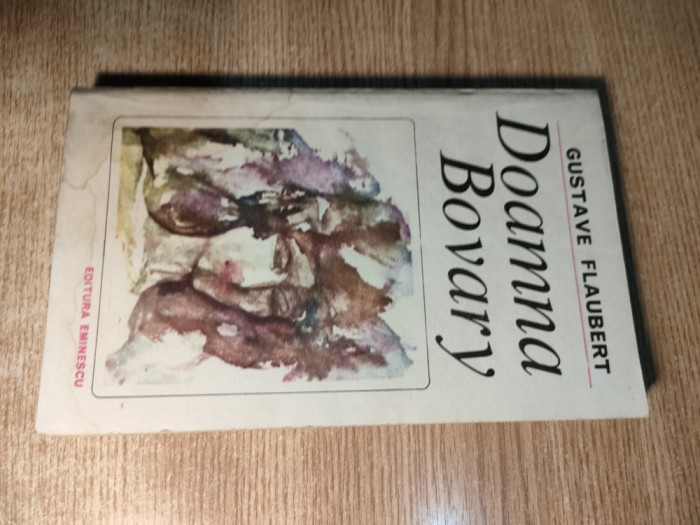 GUSTAVE FLAUBERT
Doamna
Bovary
EDITURA EMINESCU